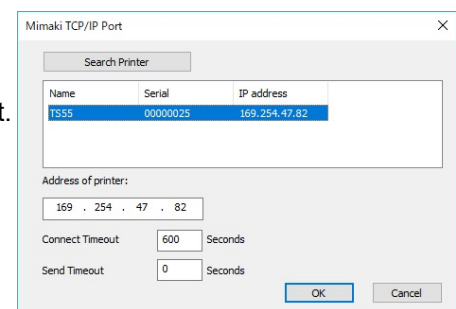 Mimaki TCP/IP Port
Search Printer
Name Serial IP address
t. TS55 00000025 169.254.47.82
Address of printer:
169 . 254 . 47 . 82
Connect Timeout 600 Seconds
Send Timeout 0 Seconds
OK Cancel